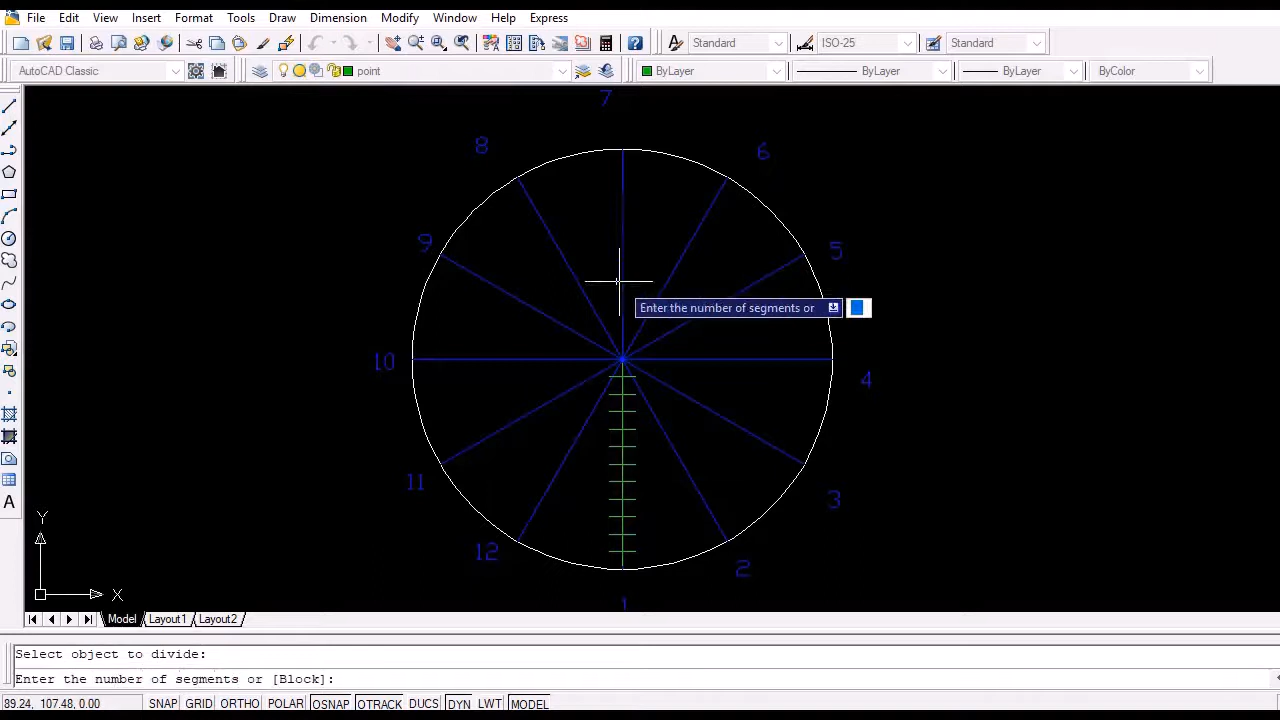 File Edit View Insert Format Tools Draw Dimension Modify Window Help Express
Standard ISO-25 Standard
AutoCAD Classic point ByLayer ByLayer ByLayer ByColor
7
8 6
9 5
Enter the number of segments or
10 4
11 3
12 2
1
A
Y
X
Model Layout1 Layout2
Select object to divide:
Enter the number of segments or [Block]:
89.24, 107.48, 0.00 SNAP GRID ORTHO POLAR OSNAP OTRACK DUCS DYN LWT MODEL